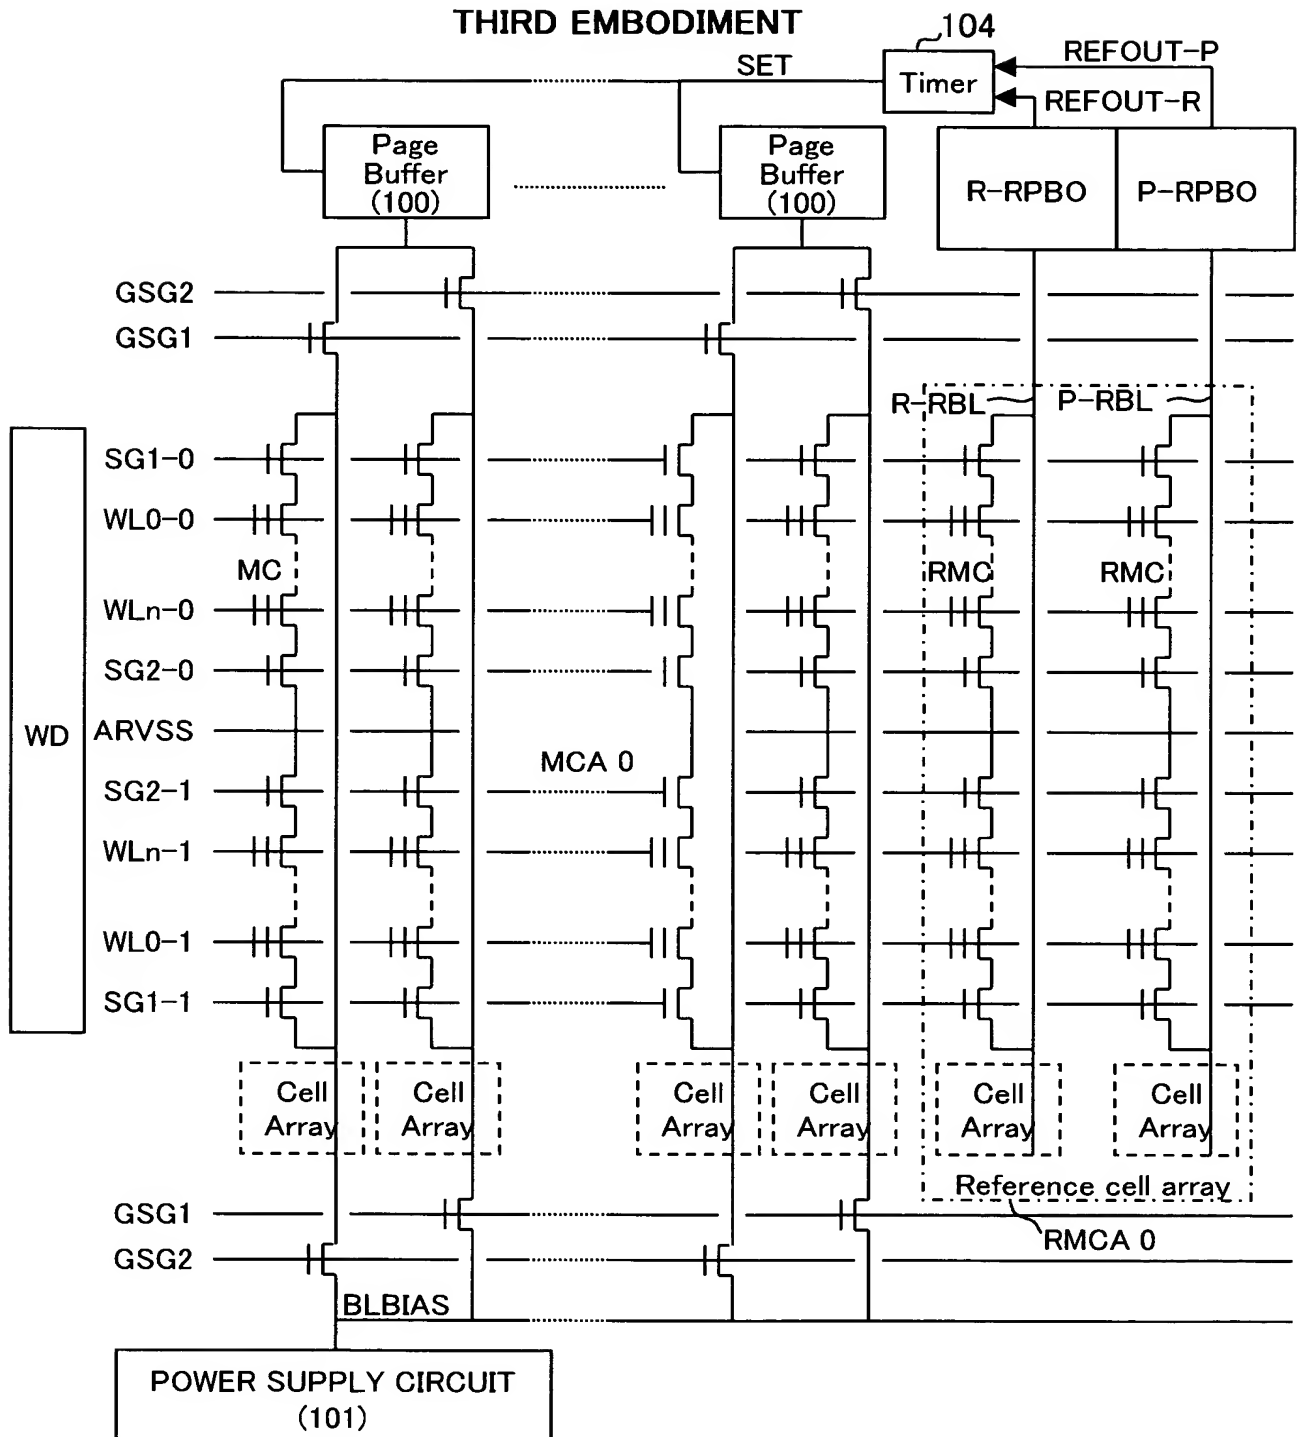 THIRD EMBODIMENT
104
REFOUT-P
SET
Timer
REFOUT-R
Page
Buffer
(100)
Page
Buffer
(100)
R-RPBO
P-RPBO
GSG2
GSG1
R-RBL
P-RBL
SG1-0
WL0-0
MC
RMC
RMC
WLn-0
SG2-0
WD
ARVSS
MCA 0
SG2-1
WLn-1
WL0-1
SG1-1
Cell
Array
Cell
Array
Cell
Array
Cell
Array
Cell
Array
Cell
Array
Reference cell array
GSG1
RMCA 0
GSG2
BLBIAS
POWER SUPPLY CIRCUIT
(101)